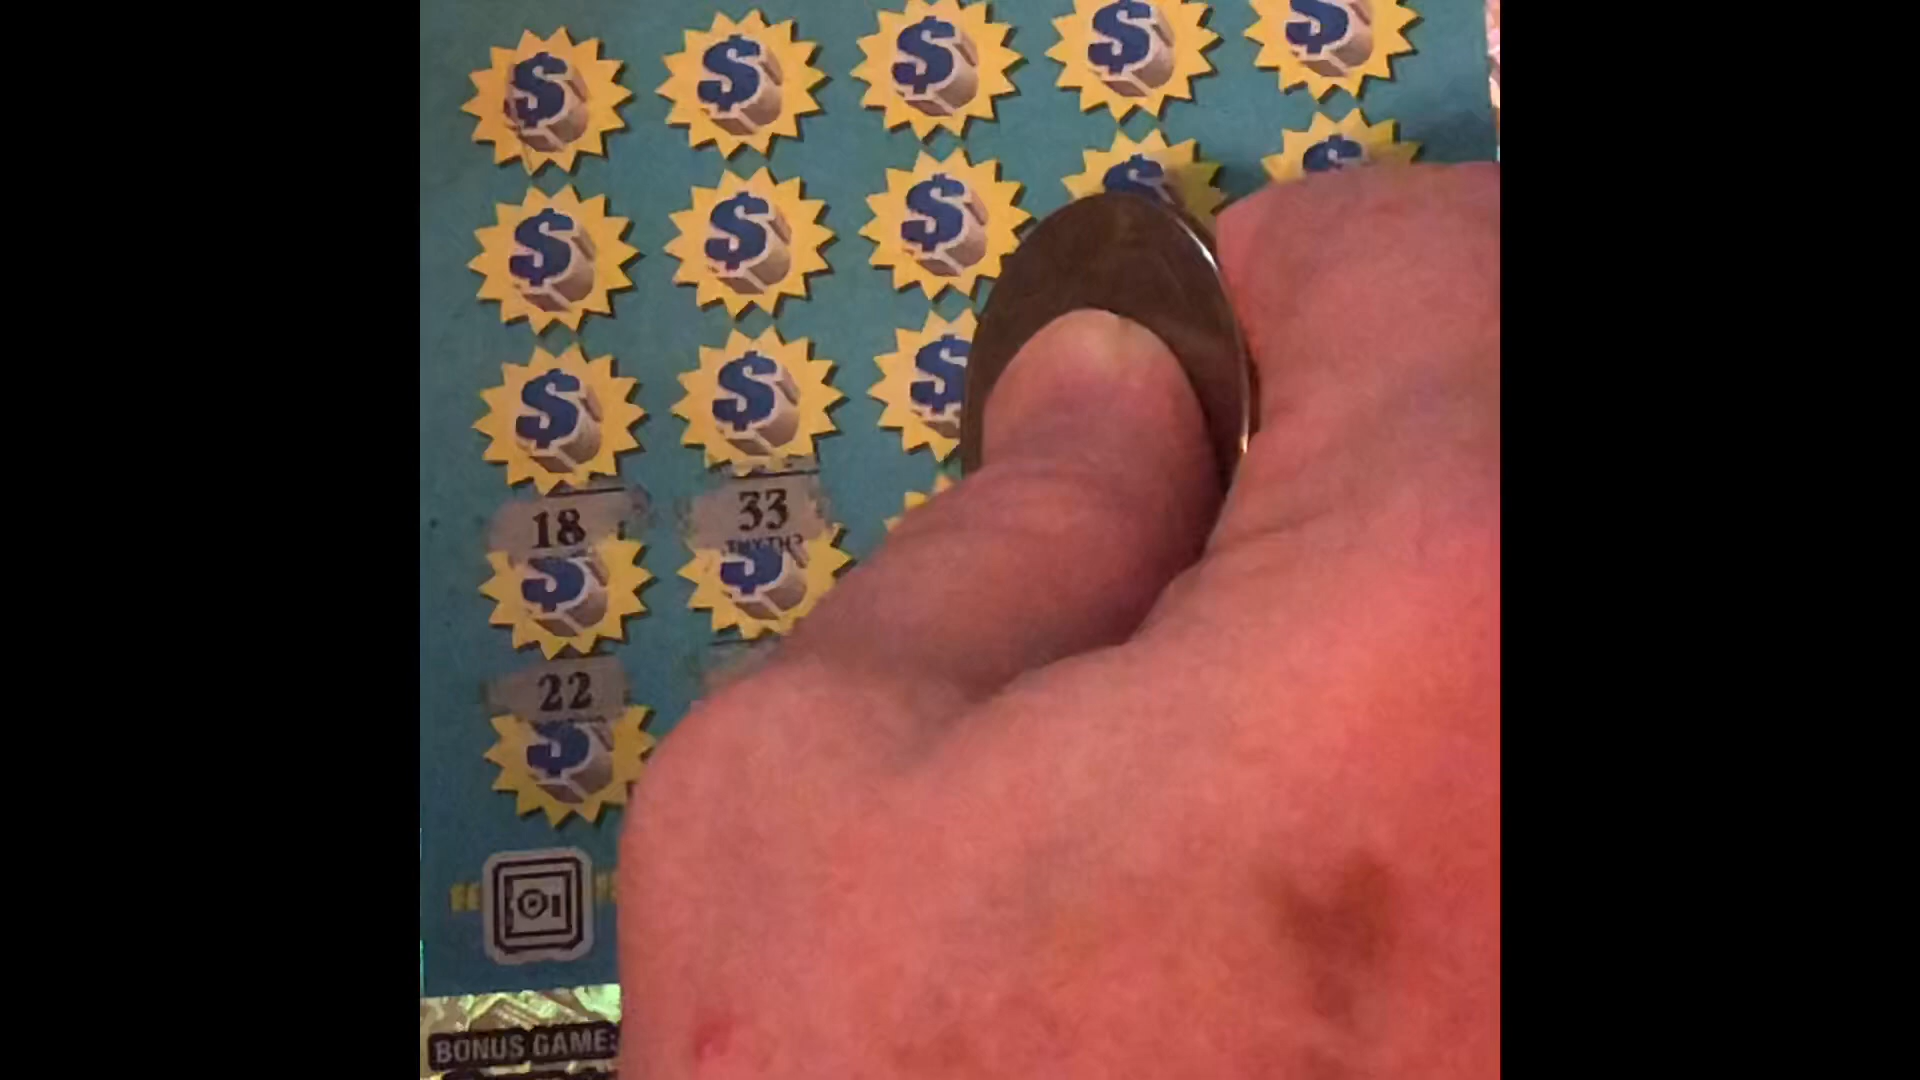 $ $ $ $ $
$ $ $ $ $
$ $ $
18 33
$ $
22
$
BONUS GAME: